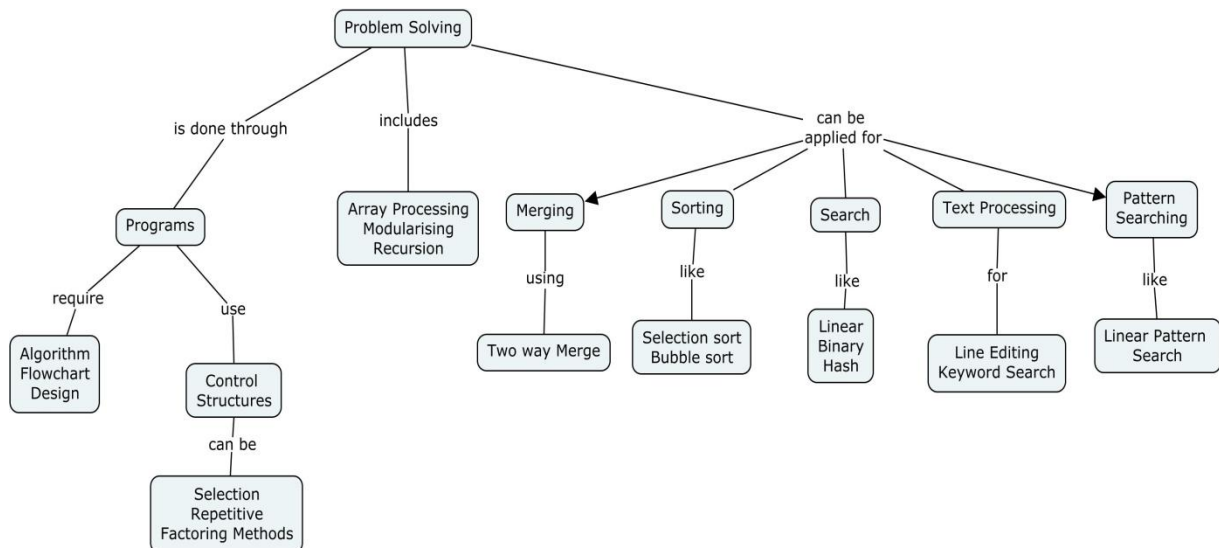 Problem Solving
is done through
includes
can be
applied for
Programs
Array Processing
Modularising
Recursion
Merging
Sorting
Search
Text Processing
Pattern
Searching
require
use
using
like
like
for
like
Algorithm
Flowchart
Design
Control
Structures
Two way Merge
Selection sort
Bubble sort
Linear
Binary
Hash
Line Editing
Keyword Search
Linear Pattern
Search
can be
Selection
Repetitive
Factoring Methods